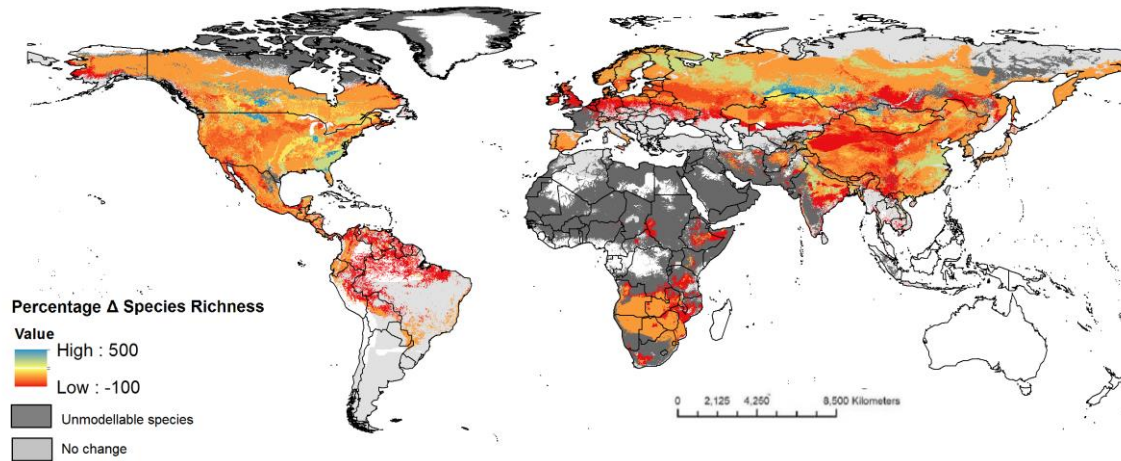 Percentage Δ Species Richness
Value
High : 500
Low : -100
Unmodellable species
No change
0 2,125 4,250 8,500 Kilometers